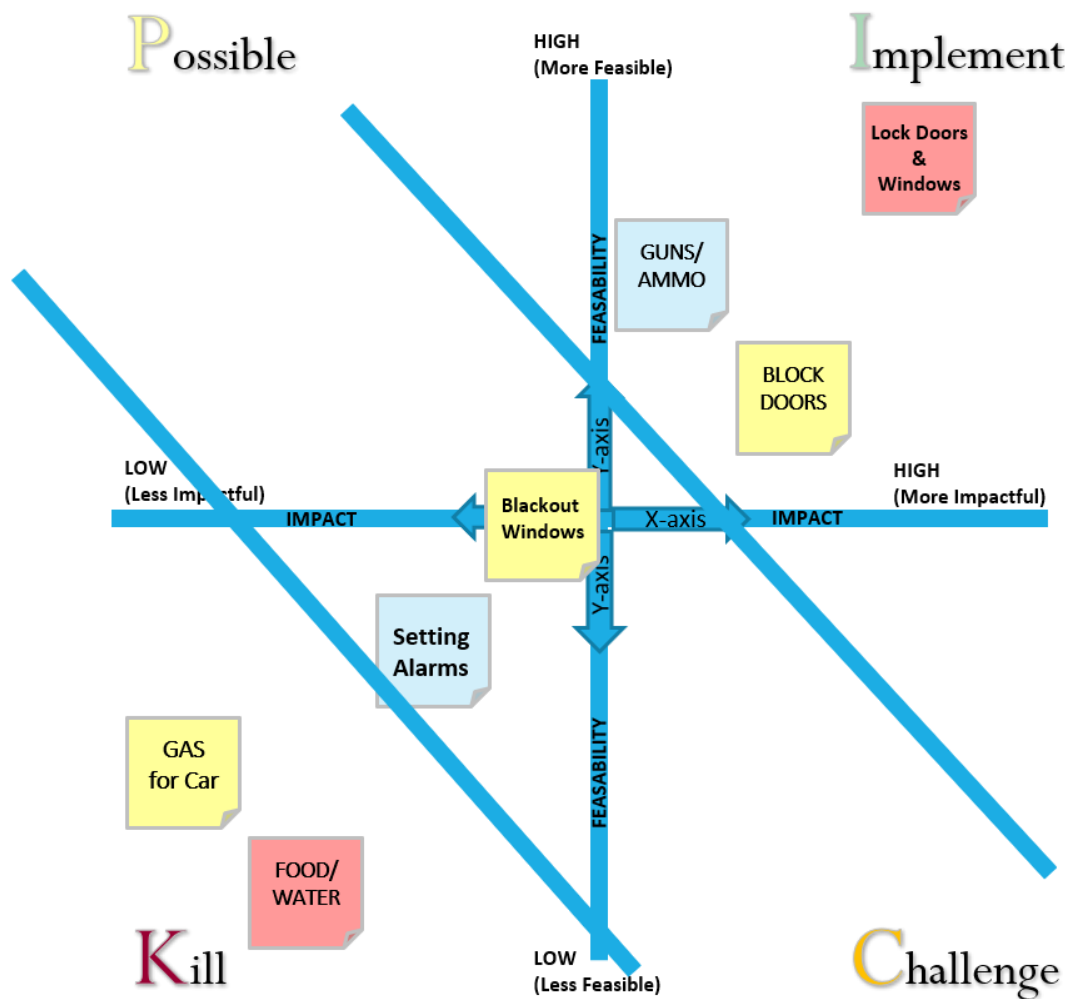 Possible
HIGH
(More Feasible)
Implement
Lock Doors
&
Windows
FEASABILITY
GUNS/
AMMO
BLOCK
DOORS
LOW
(Less Impactful)
IMPACT
Y-axis
Blackout
Windows
X-axis
IMPACT
HIGH
(More Impactful)
Y-axis
Setting
Alarms
FEASABILITY
GAS
for Car
FOOD/
WATER
Kill
LOW
(Less Feasible)
Challenge